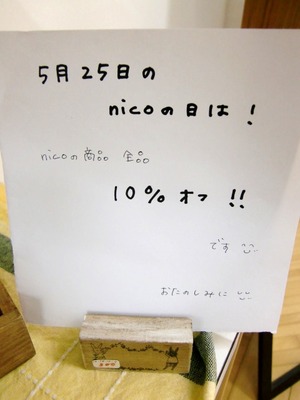 5月25日の
nicoの日は!
nicoの商品 全品
10%オフ!!
です
おたのしみに